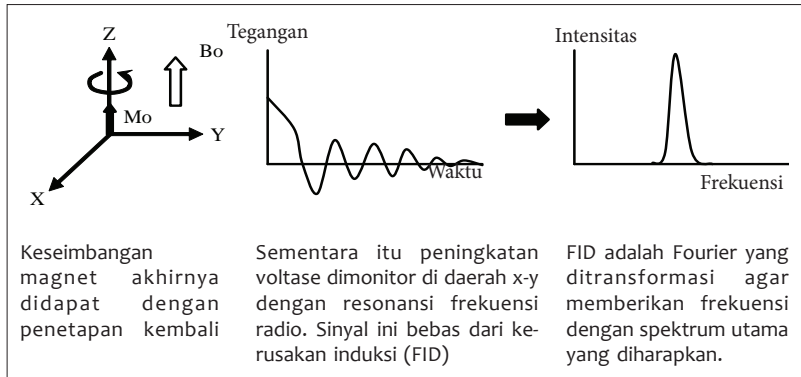 Z
Bo
Mo
Y
X
Tegangan
Waktu
Intensitas
Frekuensi
Keseimbangan
magnet akhirnya
didapat dengan
penetapan kembali
Sementara itu peningkatan
voltase dimonitor di daerah x-y
dengan resonansi frekuensi
radio. Sinyal ini bebas dari ke-
rusakan induksi (FID)
FID adalah Fourier yang
ditransformasi agar
memberikan frekuensi
dengan spektrum utama
yang diharapkan.